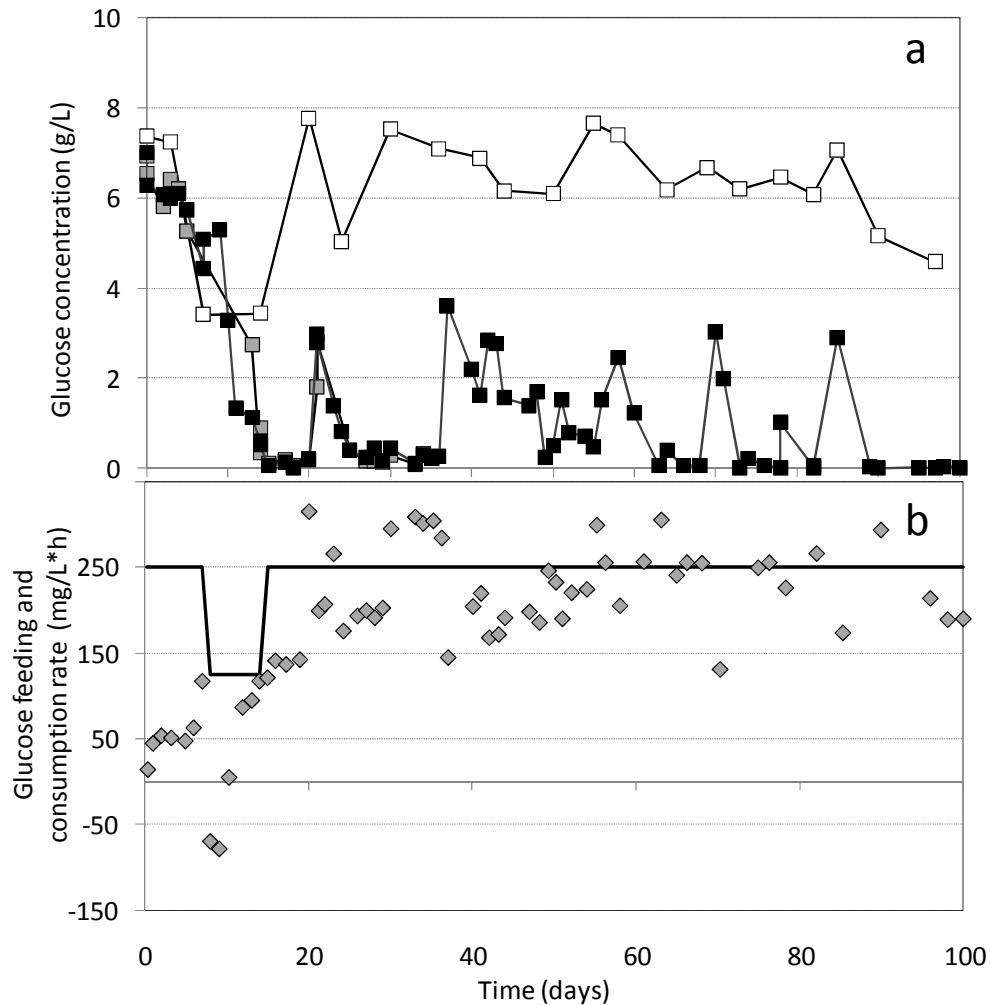 10
8
6
4
2
0
Glucose concentration (g/L)
a
250
150
50
-50
-150
Glucose feeding and
consumption rate (mg/L*h)
b
0 20 40 60 80 100
Time (days)